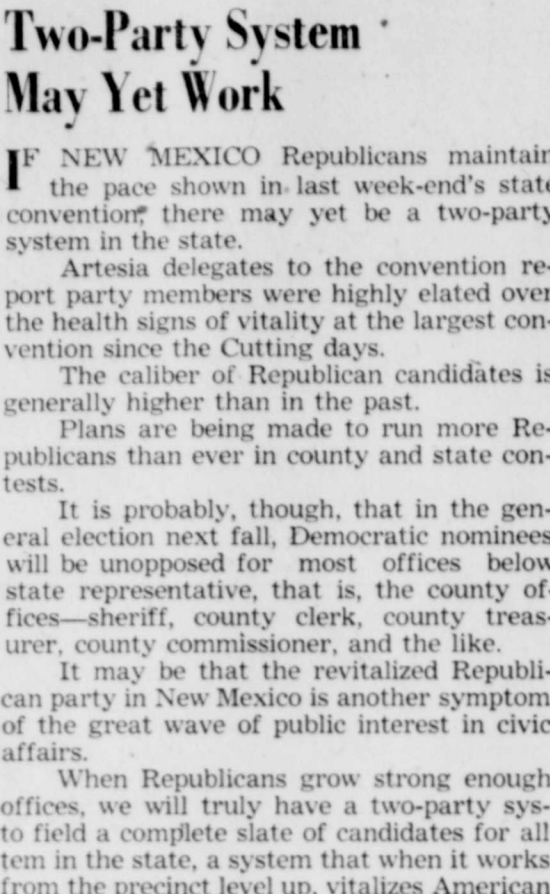 Two-Party System
May Yet Work
IF NEW MEXICO Republicans maintain
the pace shown in last week-end's state
convention, there may yet be a two-party
system in the state.
Artesia delegates to the convention re-
port party members were highly elated over
the health signs of vitality at the largest con-
vention since the Cutting days.
The caliber of Republican candidates is
generally higher than in the past.
Plans are being made to run more Re-
publicans than ever in county and state con-
tests.
It is probably, though, that in the gen-
eral election next fall, Democratic nominees
will be unopposed for most offices below
state representative, that is, the county of-
fices—sheriff, county clerk, county treas-
urer, county commissioner, and the like.
It may be that the revitalized Republi-
can party in New Mexico is another symptom
of the great wave of public interest in civic
affairs.
When Republicans grow strong enough
offices, we will truly have a two-party sys-
to field a complete slate of candidates for all
tem in the state, a system that when it works
from the precinct level up, vitalizes American